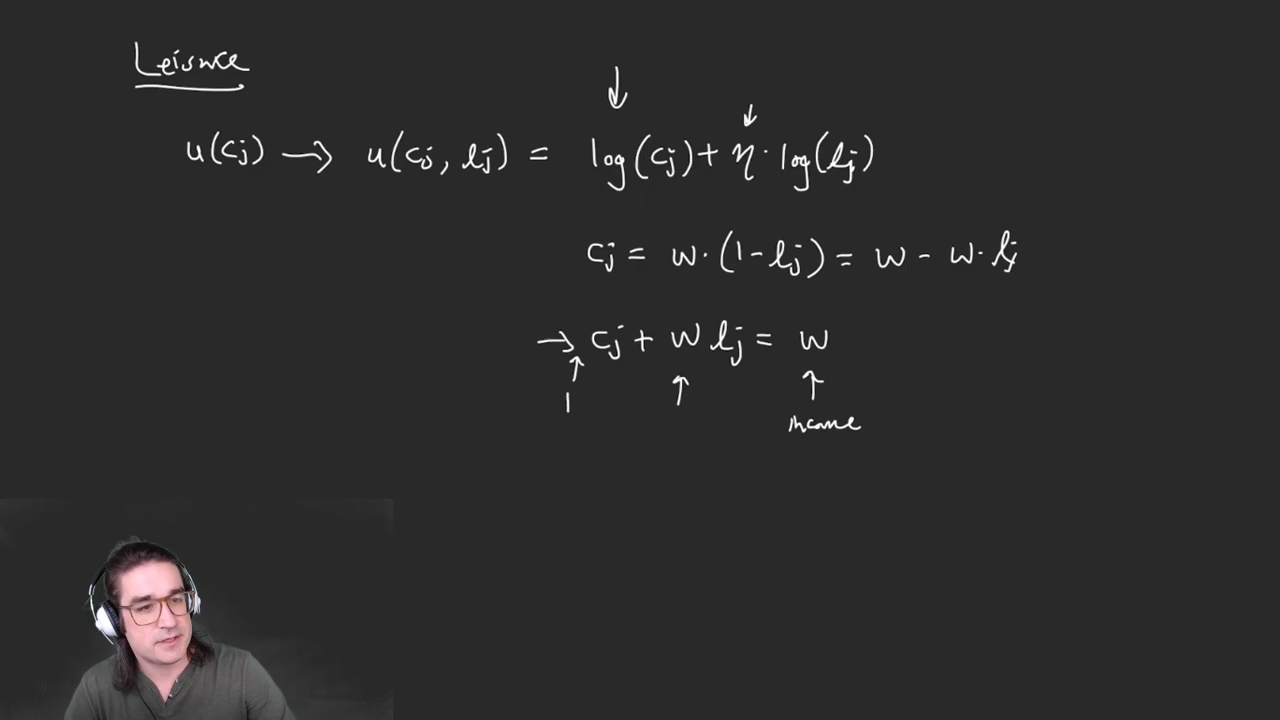 Leisure
u(cj) → u(cj, lj) = log(cj) + η · log(lj)
cj = w · (1 - lj) = w - w · lj
→ cj + w lj = w
1
income